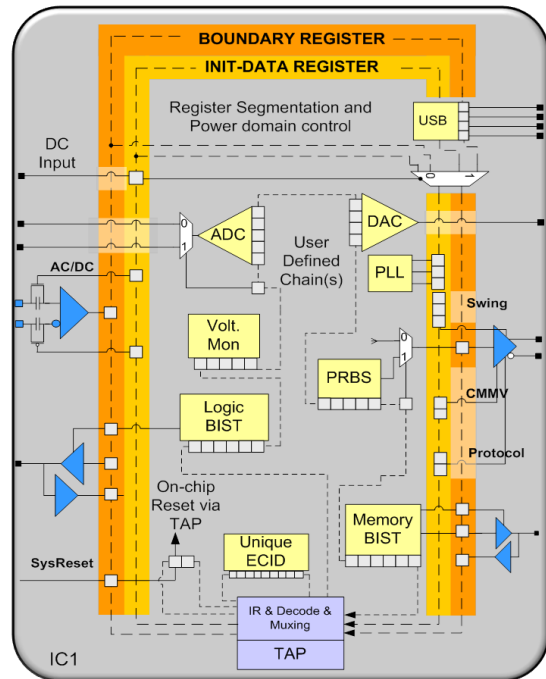 BOUNDARY REGISTER
INIT-DATA REGISTER
Register Segmentation and
Power domain control
USB
DC
Input
0
1
0
1
ADC
DAC
User
Defined
Chain(s)
PLL
AC/DC
Swing
Volt.
Mon
0
1
PRBS
CMMV
Logic
BIST
Protocol
On-chip
Reset via
TAP
Memory
BIST
Unique
ECID
SysReset
IR & Decode &
Muxing
TAP
IC1